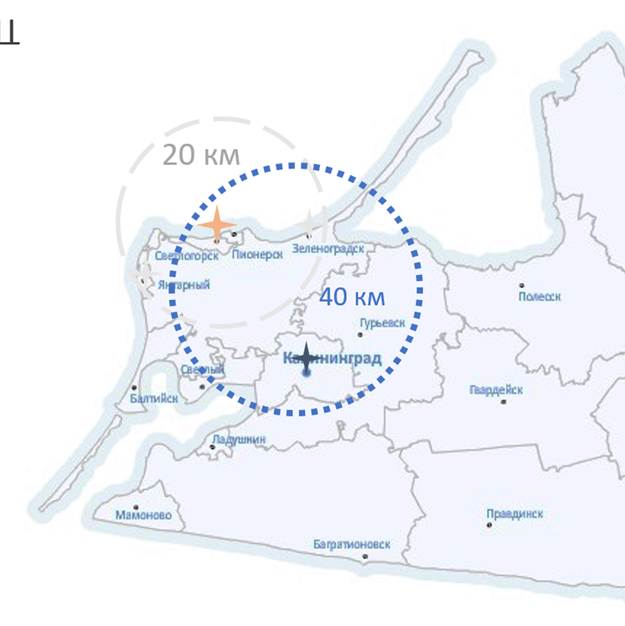 20 км
Светлогорск
Пионерск
Зеленоградск
Янтарный
40 км
Полесск
Гурьевск
Калининград
Светлый
Балтийск
Гвардейск
Ладушкин
Мамоново
Правдинск
Багратионовск